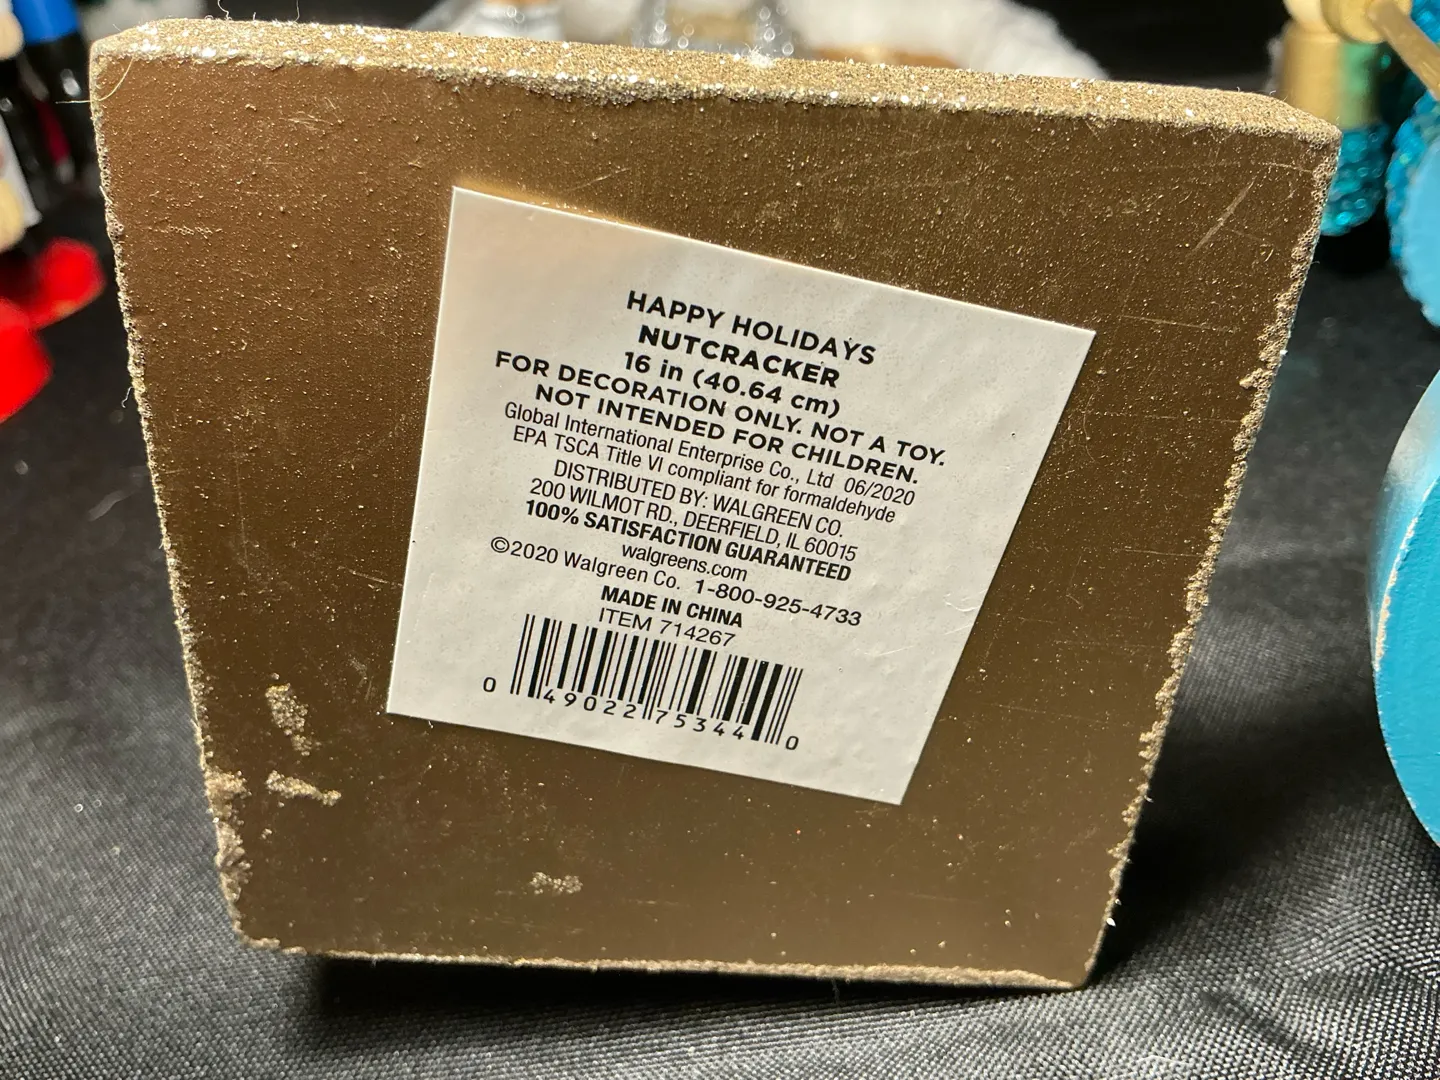 HAPPY HOLIDAYS
NUTCRACKER
16 in (40.64 cm)
FOR DECORATION ONLY. NOT A TOY.
NOT INTENDED FOR CHILDREN.
Global International Enterprise Co., Ltd 06/2020
EPA TSCA Title VI compliant for formaldehyde
DISTRIBUTED BY: WALGREEN CO.
200 WILMOT RD., DEERFIELD, IL 60015
100% SATISFACTION GUARANTEED
walgreens.com
©2020 Walgreen Co. 1-800-925-4733
MADE IN CHINA
ITEM 714267
0 49022 75344 0